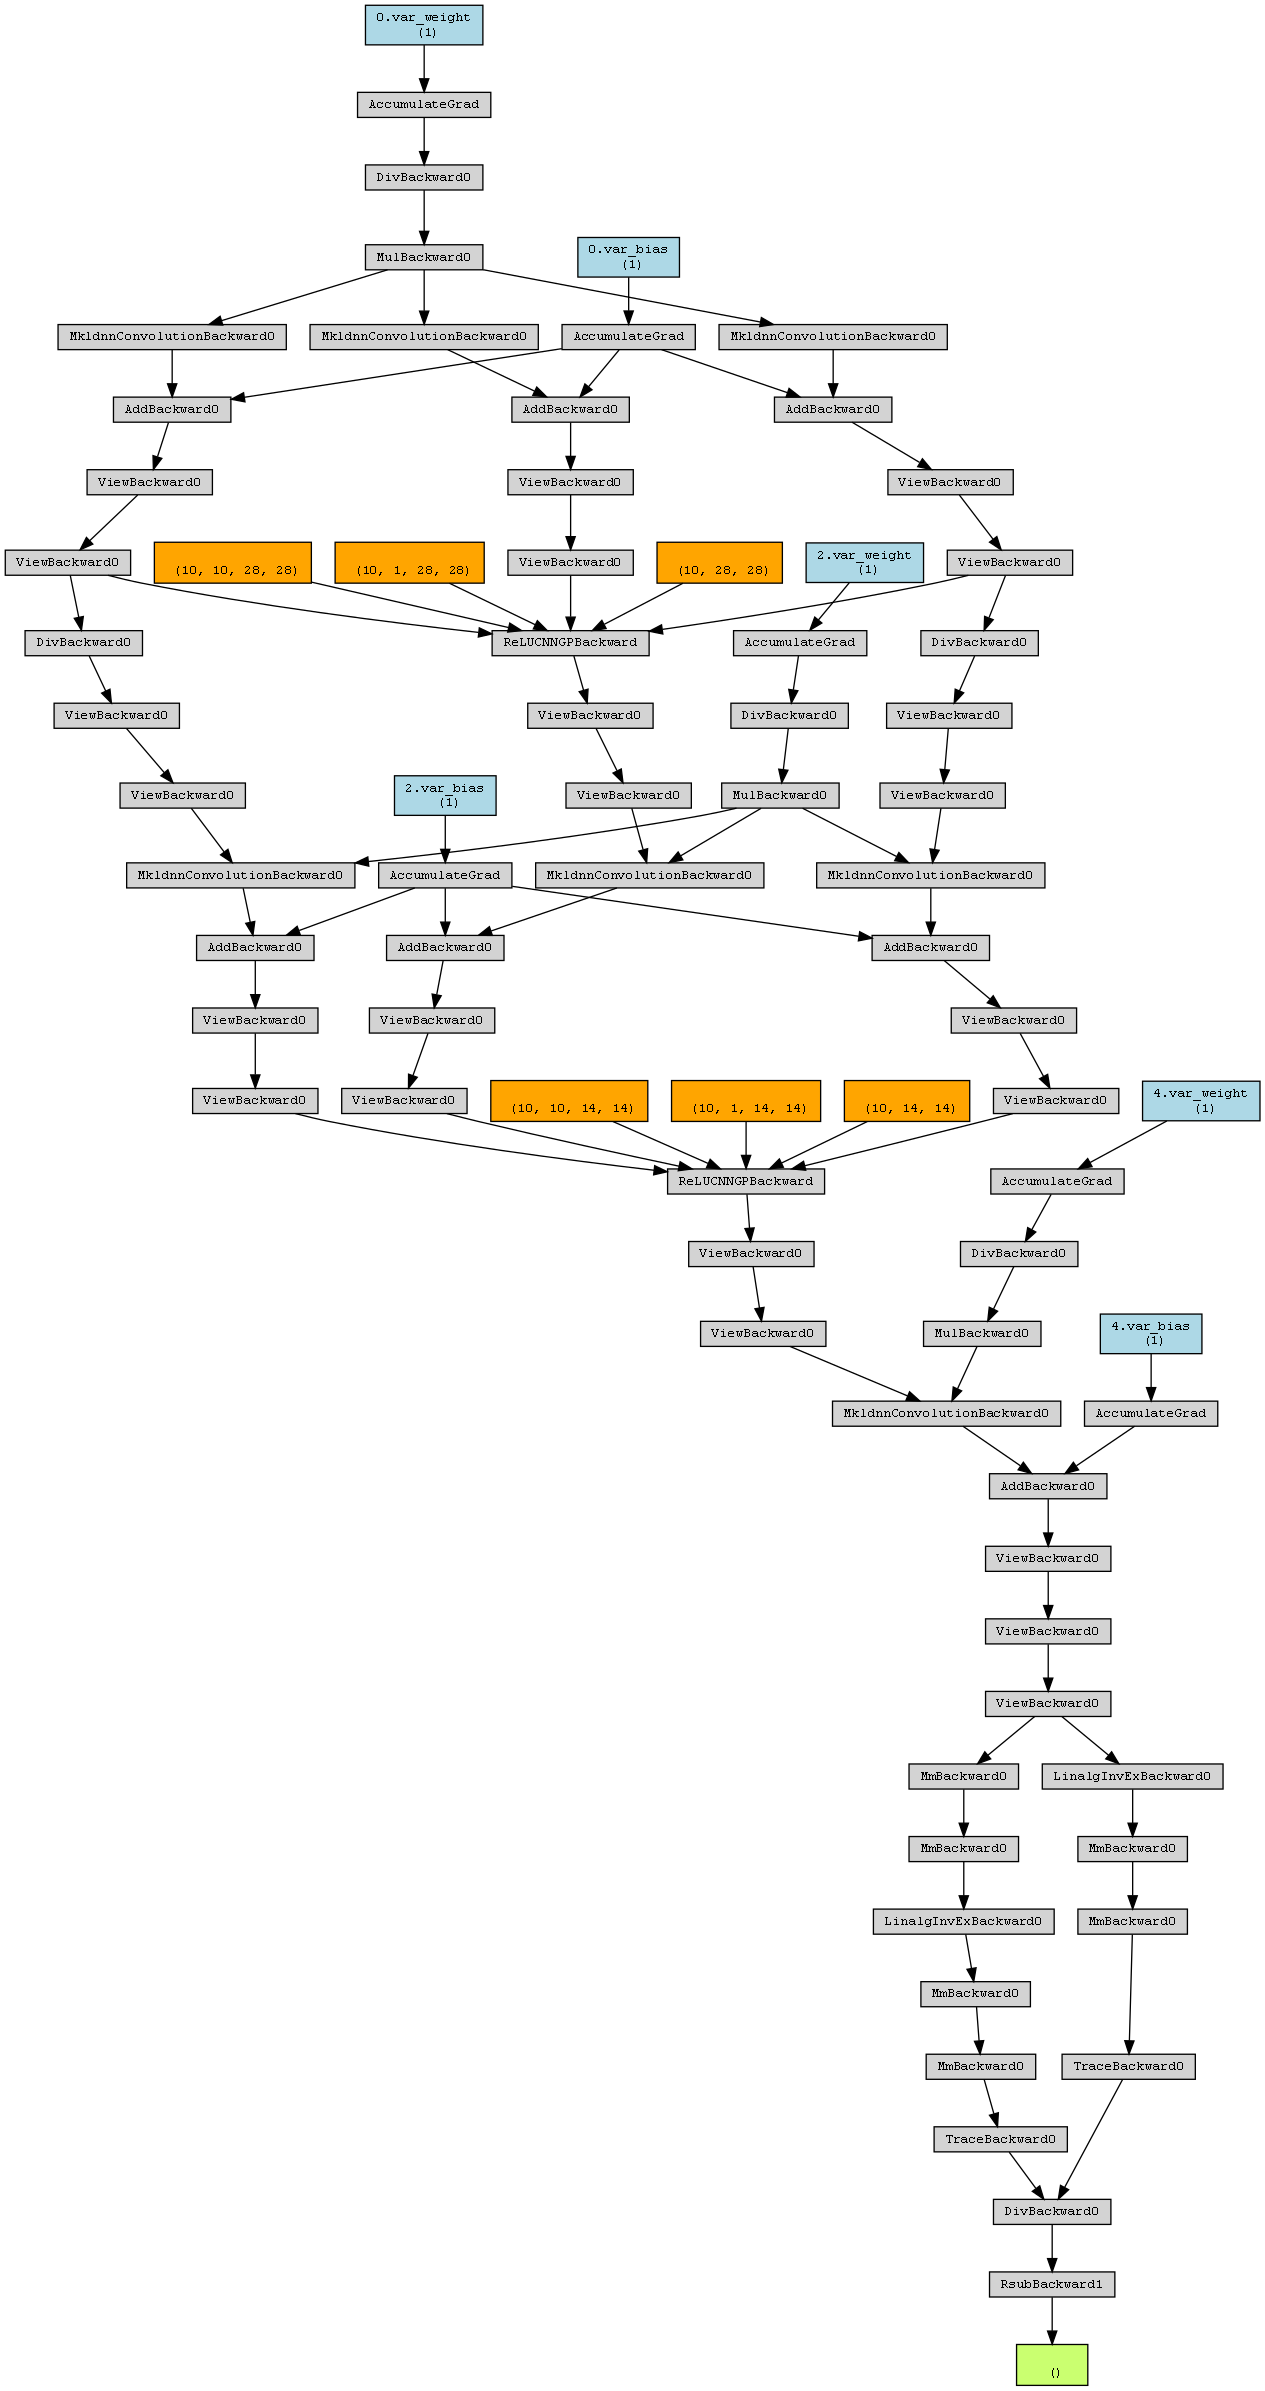 0.var_weight
(1)
AccumulateGrad
DivBackward0
MulBackward0
0.var_bias
(1)
MkldnnConvolutionBackward0
MkldnnConvolutionBackward0
AccumulateGrad
MkldnnConvolutionBackward0
AddBackward0
AddBackward0
AddBackward0
ViewBackward0
ViewBackward0
ViewBackward0
ViewBackward0
(10, 10, 28, 28)
(10, 1, 28, 28)
ViewBackward0
(10, 28, 28)
2.var_weight
(1)
ViewBackward0
DivBackward0
ReLUCNNGPBackward
AccumulateGrad
DivBackward0
ViewBackward0
ViewBackward0
DivBackward0
ViewBackward0
ViewBackward0
2.var_bias
(1)
ViewBackward0
MulBackward0
ViewBackward0
MkldnnConvolutionBackward0
AccumulateGrad
MkldnnConvolutionBackward0
MkldnnConvolutionBackward0
AddBackward0
AddBackward0
AddBackward0
ViewBackward0
ViewBackward0
ViewBackward0
ViewBackward0
ViewBackward0
(10, 10, 14, 14)
(10, 1, 14, 14)
(10, 14, 14)
ViewBackward0
4.var_weight
(1)
ReLUCNNGPBackward
AccumulateGrad
ViewBackward0
DivBackward0
ViewBackward0
MulBackward0
4.var_bias
(1)
MkldnnConvolutionBackward0
AccumulateGrad
AddBackward0
ViewBackward0
ViewBackward0
ViewBackward0
MmBackward0
LinalgInvExBackward0
MmBackward0
MmBackward0
LinalgInvExBackward0
MmBackward0
MmBackward0
MmBackward0
TraceBackward0
TraceBackward0
DivBackward0
RsubBackward1
()